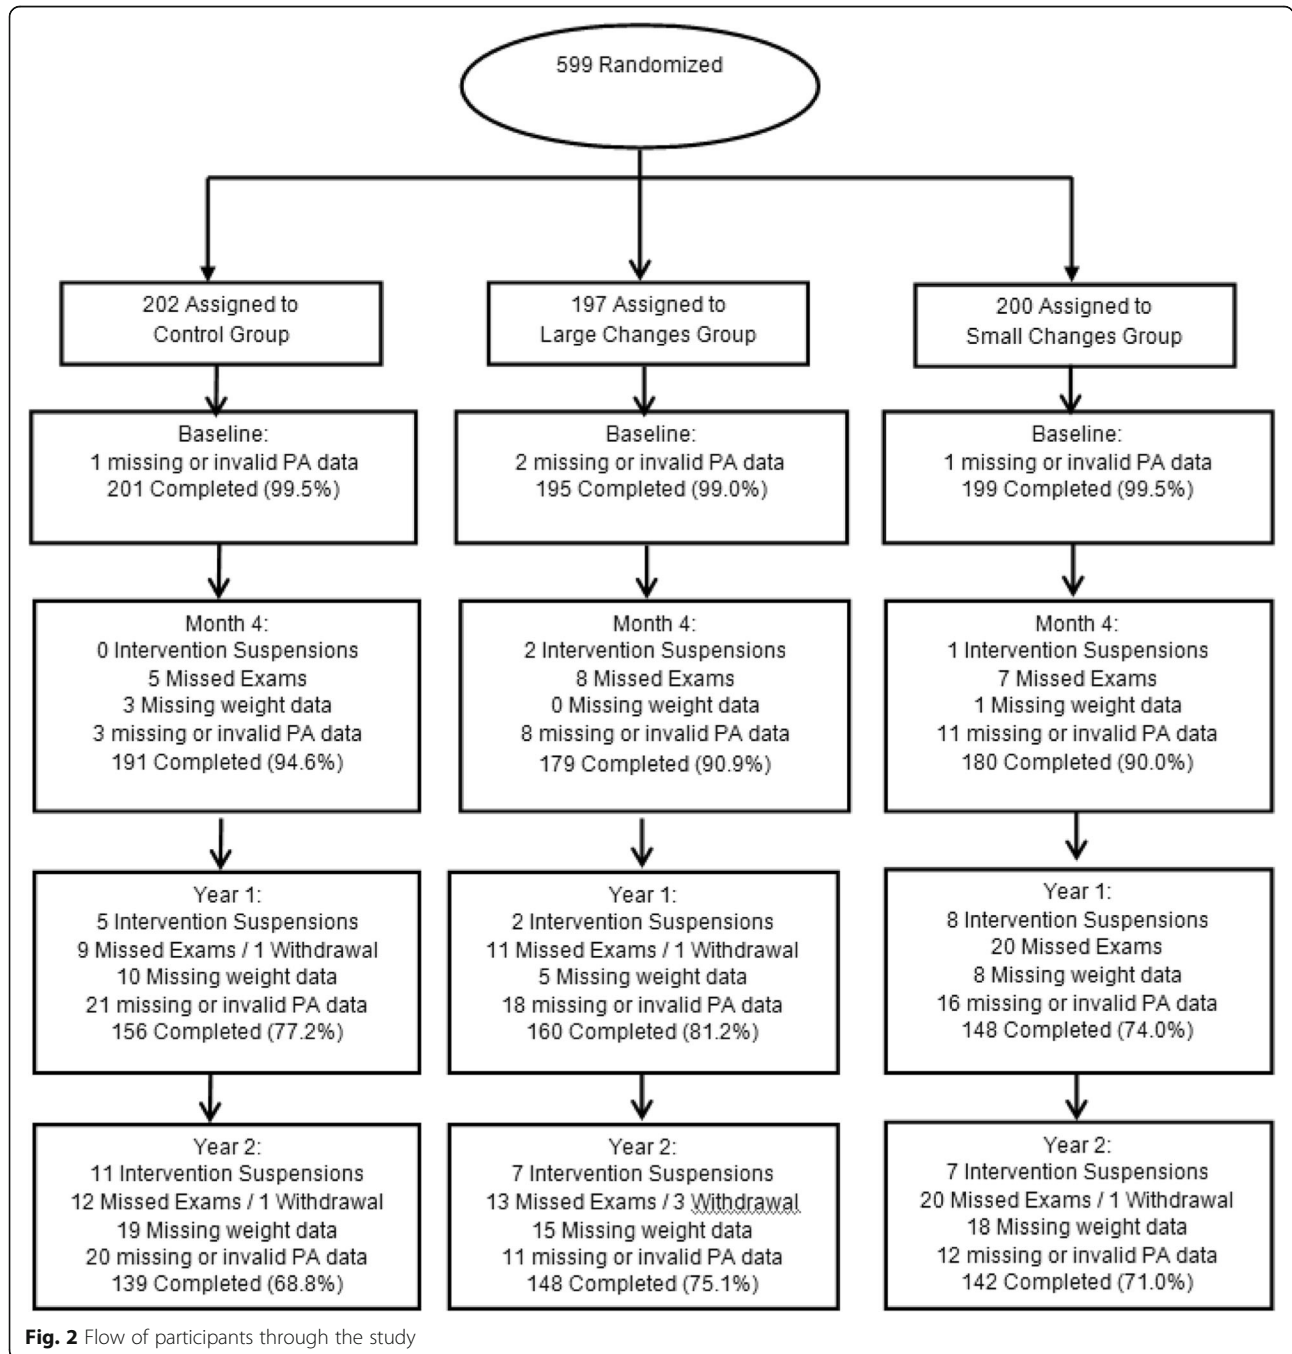 599 Randomized
202 Assigned to
Control Group
197 Assigned to
Large Changes Group
200 Assigned to
Small Changes Group
Baseline:
1 missing or invalid PA data
201 Completed (99.5%)
Baseline:
2 missing or invalid PA data
195 Completed (99.0%)
Baseline:
1 missing or invalid PA data
199 Completed (99.5%)
Month 4:
0 Intervention Suspensions
5 Missed Exams
3 Missing weight data
3 missing or invalid PA data
191 Completed (94.6%)
Month 4:
2 Intervention Suspensions
8 Missed Exams
0 Missing weight data
8 missing or invalid PA data
179 Completed (90.9%)
Month 4:
1 Intervention Suspensions
7 Missed Exams
1 Missing weight data
11 missing or invalid PA data
180 Completed (90.0%)
Year 1:
5 Intervention Suspensions
9 Missed Exams / 1 Withdrawal
10 Missing weight data
21 missing or invalid PA data
156 Completed (77.2%)
Year 1:
2 Intervention Suspensions
11 Missed Exams / 1 Withdrawal
5 Missing weight data
18 missing or invalid PA data
160 Completed (81.2%)
Year 1:
8 Intervention Suspensions
20 Missed Exams
8 Missing weight data
16 missing or invalid PA data
148 Completed (74.0%)
Year 2:
11 Intervention Suspensions
12 Missed Exams / 1 Withdrawal
19 Missing weight data
20 missing or invalid PA data
139 Completed (68.8%)
Year 2:
7 Intervention Suspensions
13 Missed Exams / 3 Withdrawal
15 Missing weight data
11 missing or invalid PA data
148 Completed (75.1%)
Year 2:
7 Intervention Suspensions
20 Missed Exams / 1 Withdrawal
18 Missing weight data
12 missing or invalid PA data
142 Completed (71.0%)
Fig. 2 Flow of participants through the study